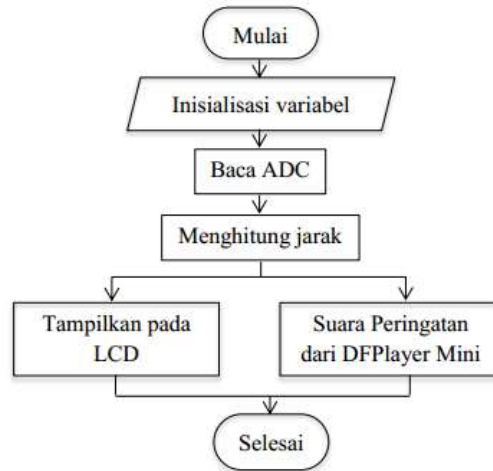 Mulai
Inisialisasi variabel
Baca ADC
Menghitung jarak
Tampilkan pada
LCD
Suara Peringatan
dari DFPlayer Mini
Selesai